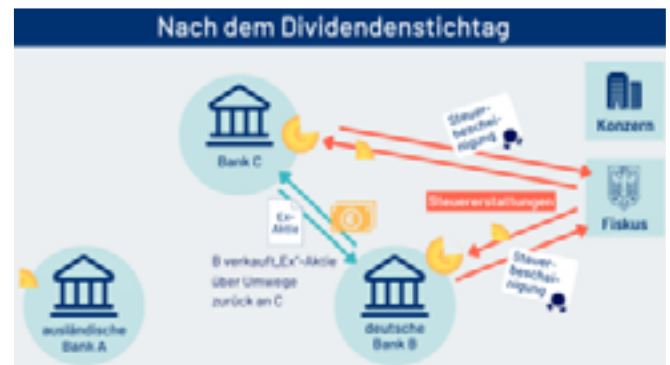 Nach dem Dividendenstichtag
Konzern
Steuer-
beschei-
nigung
Bank C
Steuererstattungen
Fiskus
Ex-
Aktie
B verkauft „Ex"-Aktie
über Umwege
zurück an C
Steuer-
beschei-
nigung
ausländische
Bank A
deutsche
Bank B